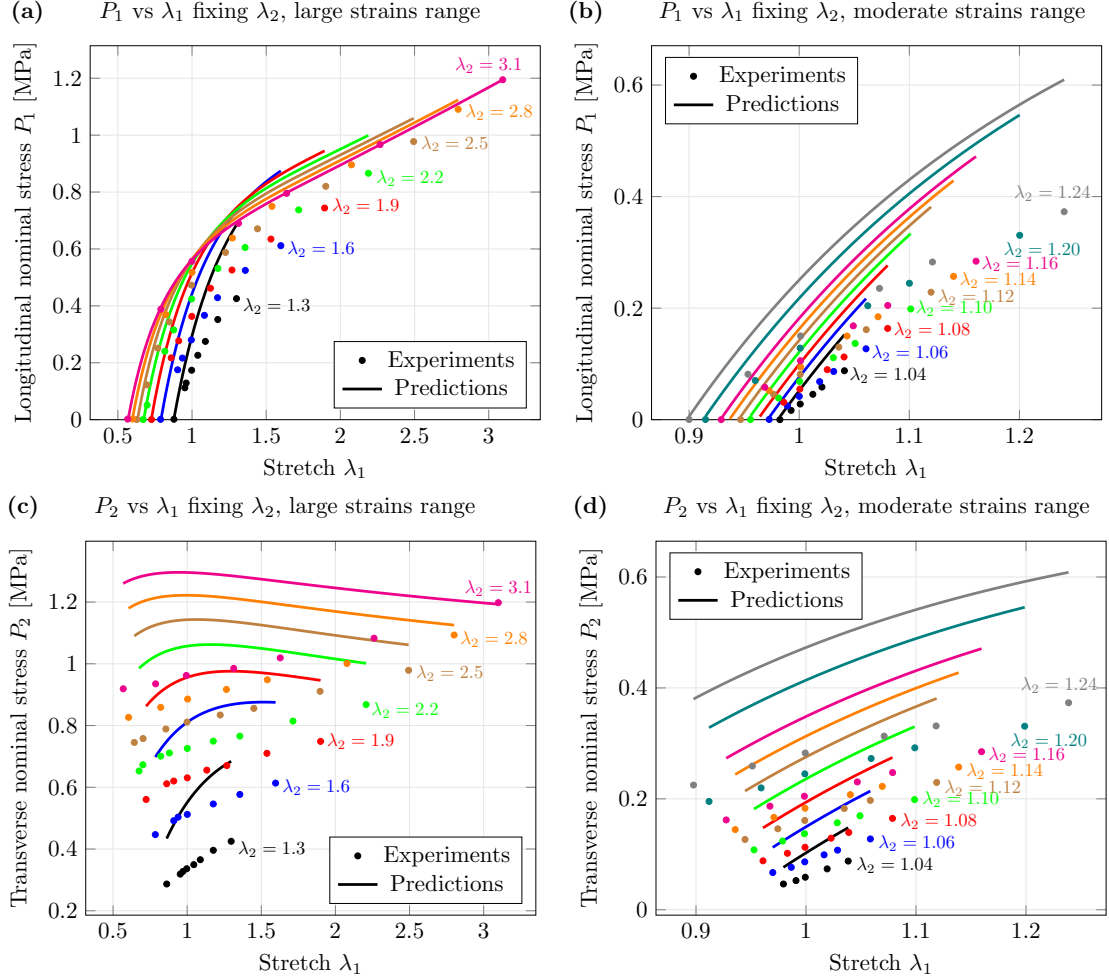 (a) P₁ vs λ₁ fixing λ₂, large strains range
Longitudinal nominal stress P₁ [MPa]
1.2
1
0.8
0.6
0.4
0.2
0
0.5
1
1.5
2
2.5
3
Stretch λ₁
λ₂ = 3.1
λ₂ = 2.8
λ₂ = 2.5
λ₂ = 2.2
λ₂ = 1.9
λ₂ = 1.6
λ₂ = 1.3
Experiments
Predictions
(b) P₁ vs λ₁ fixing λ₂, moderate strains range
Longitudinal nominal stress P₁ [MPa]
0.6
0.4
0.2
0
0.9
1
1.1
1.2
Stretch λ₁
Experiments
Predictions
λ₂ = 1.24
λ₂ = 1.20
λ₂ = 1.16
λ₂ = 1.14
λ₂ = 1.12
λ₂ = 1.10
λ₂ = 1.08
λ₂ = 1.06
λ₂ = 1.04
(c) P₂ vs λ₁ fixing λ₂, large strains range
Transverse nominal stress P₂ [MPa]
1.2
1
0.8
0.6
0.4
0.2
0.5
1
1.5
2
2.5
3
Stretch λ₁
λ₂ = 3.1
λ₂ = 2.8
λ₂ = 2.5
λ₂ = 2.2
λ₂ = 1.9
λ₂ = 1.6
λ₂ = 1.3
Experiments
Predictions
(d) P₂ vs λ₁ fixing λ₂, moderate strains range
Transverse nominal stress P₂ [MPa]
0.6
0.4
0.2
0
0.9
1
1.1
1.2
Stretch λ₁
Experiments
Predictions
λ₂ = 1.24
λ₂ = 1.20
λ₂ = 1.16
λ₂ = 1.14
λ₂ = 1.12
λ₂ = 1.10
λ₂ = 1.08
λ₂ = 1.06
λ₂ = 1.04